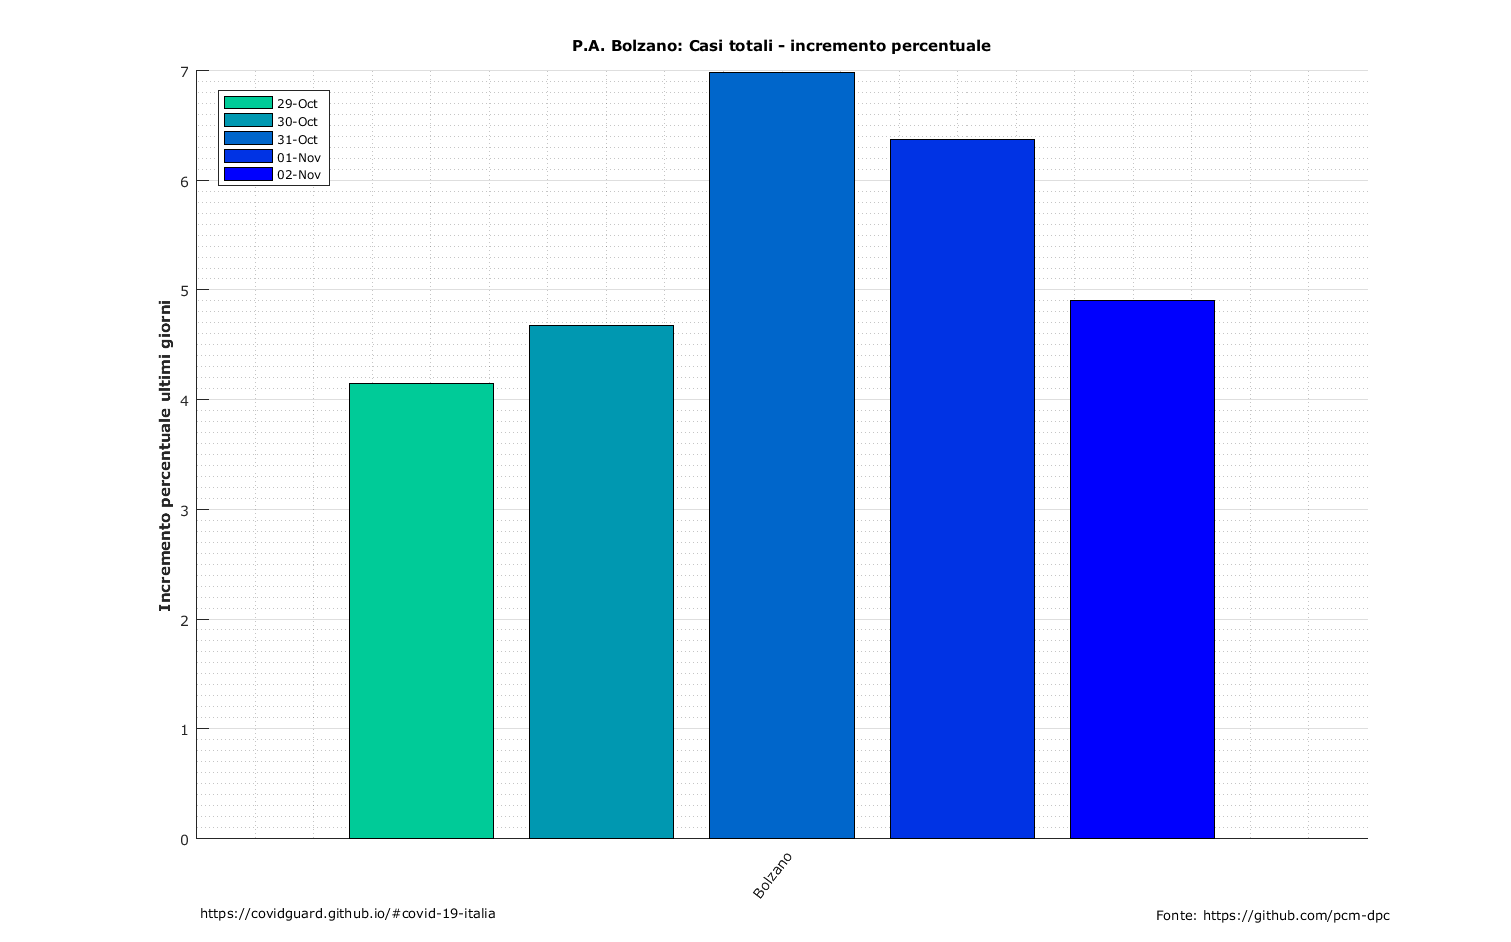 P.A. Bolzano: Casi totali - incremento percentuale
7
6
5
4
3
2
1
0
Incremento percentuale ultimi giorni
29-Oct
30-Oct
31-Oct
01-Nov
02-Nov
Bolzano
https://covidguard.github.io/#covid-19-italia
Fonte: https://github.com/pcm-dpc